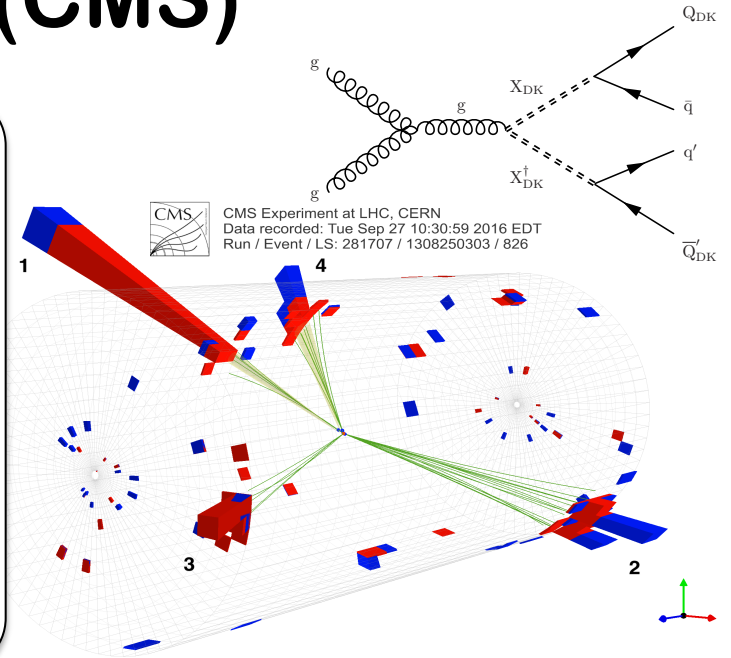 (CMS)
Q_DK
X_DK
g
g
q̄
q′
X†_DK
g
Q̄′_DK
CMS
CMS Experiment at LHC, CERN
Data recorded: Tue Sep 27 10:30:59 2016 EDT
Run / Event / LS: 281707 / 1308250303 / 826
1
4
3
2